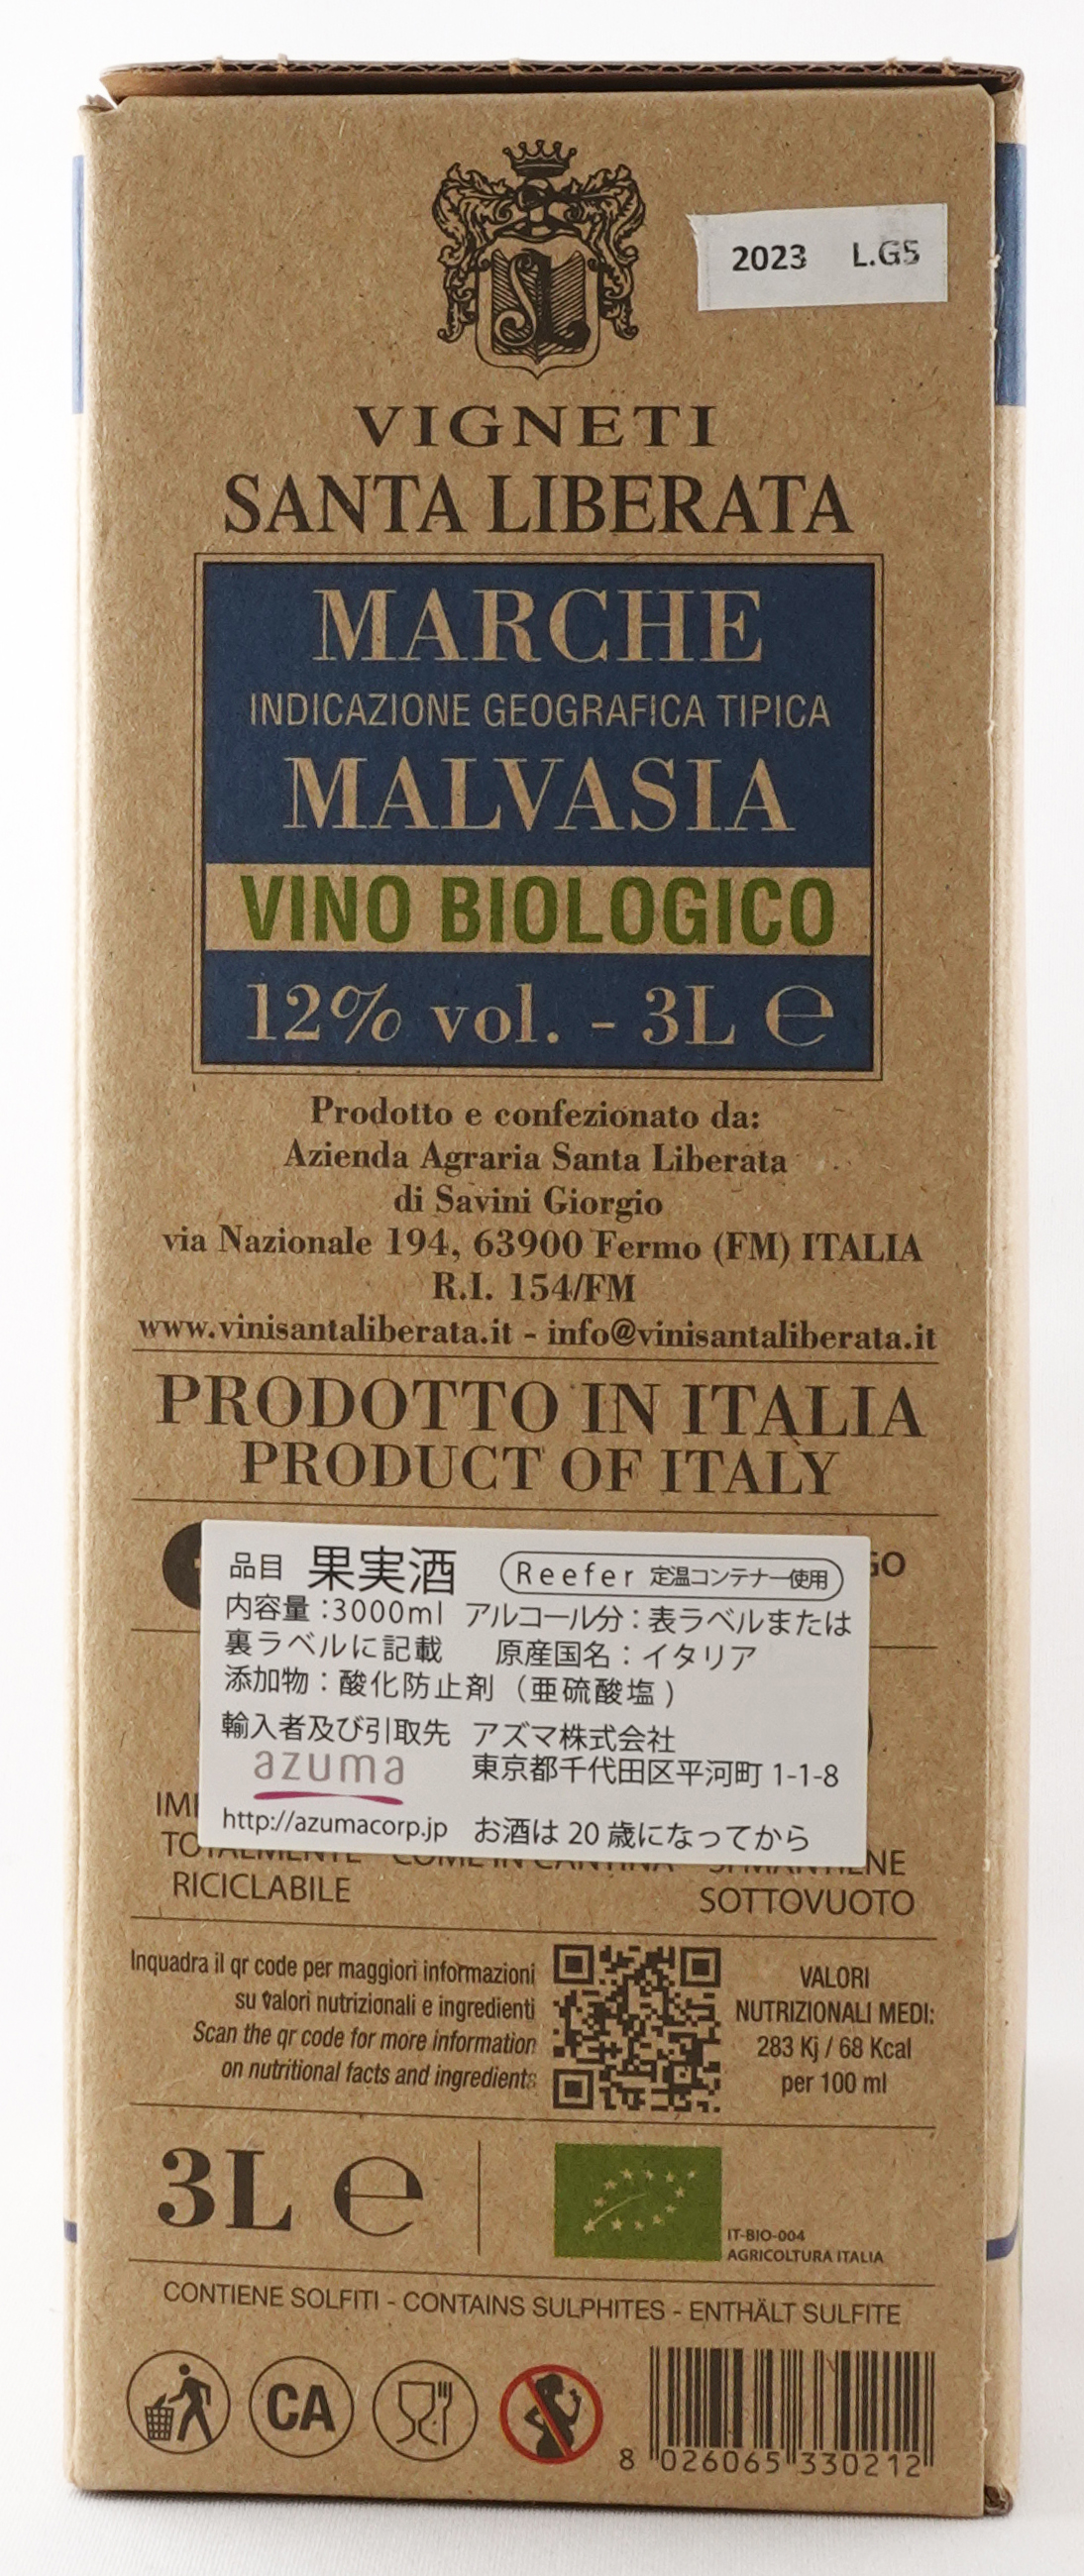 2023 L.G5
SL
VIGNETI
SANTA LIBERATA
MARCHE
INDICAZIONE GEOGRAFICA TIPICA
MALVASIA
VINO BIOLOGICO
12% vol. - 3L ℮
Prodotto e confezionato da:
Azienda Agraria Santa Liberata
di Savini Giorgio
via Nazionale 194, 63900 Fermo (FM) ITALIA
R.I. 154/FM
www.vinisantaliberata.it - info@vinisantaliberata.it
PRODOTTO IN ITALIA
PRODUCT OF ITALY
品目 果実酒 Reefer 定温コンテナー使用
内容量:3000ml アルコール分:表ラベルまたは
裏ラベルに記載 原産国名:イタリア
添加物:酸化防止剤(亜硫酸塩)
輸入者及び引取先 アズマ株式会社
azuma 東京都千代田区平河町 1-1-8
http://azumacorp.jp お酒は 20 歳になってから
TOTALMENTE COME IN CANTINA SI MANTIENE
RICICLABILE SOTTOVUOTO
Inquadra il qr code per maggiori informazioni
su valori nutrizionali e ingredienti
Scan the qr code for more information
on nutritional facts and ingredients
VALORI
NUTRIZIONALI MEDI:
283 Kj / 68 Kcal
per 100 ml
3L ℮
IT-BIO-004
AGRICOLTURA ITALIA
CONTIENE SOLFITI - CONTAINS SULPHITES - ENTHÄLT SULFITE
CA
8 026065 330212